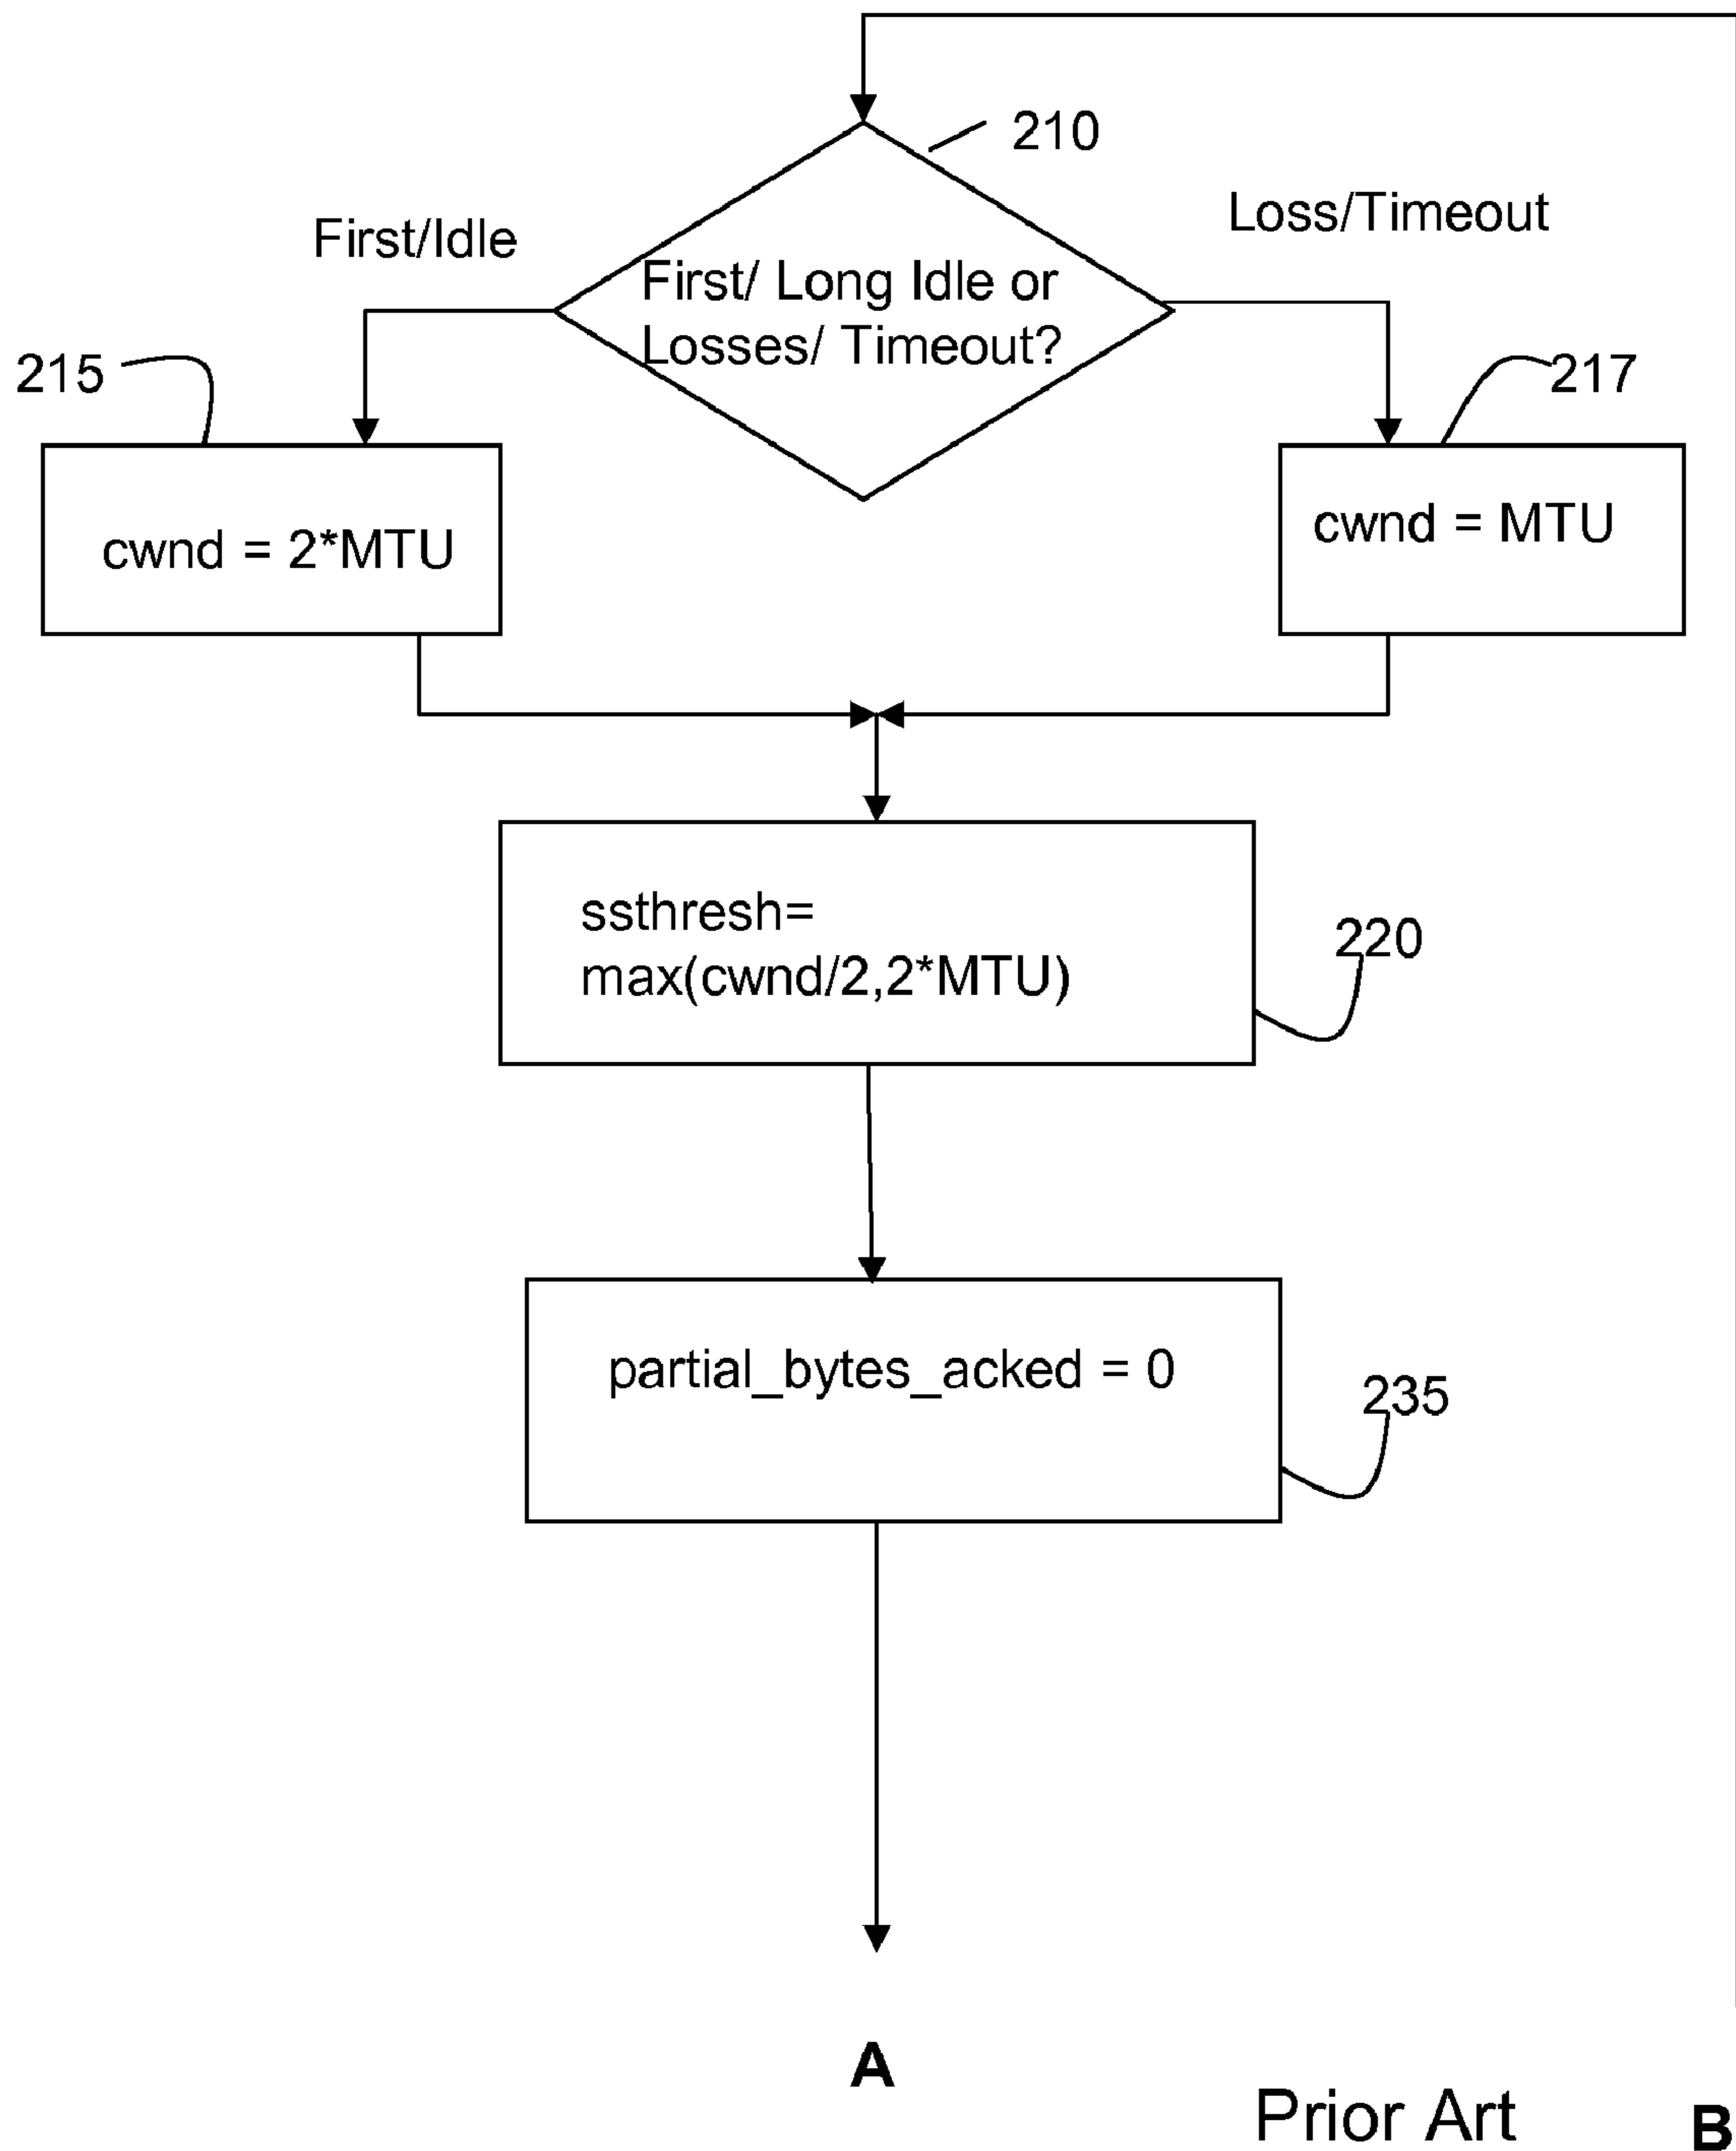 210
First/Idle
Loss/Timeout
First/ Long Idle or
Losses/ Timeout?
215
217
cwnd = 2*MTU
cwnd = MTU
ssthresh=
max(cwnd/2,2*MTU)
220
partial_bytes_acked = 0
235
A
Prior Art
B